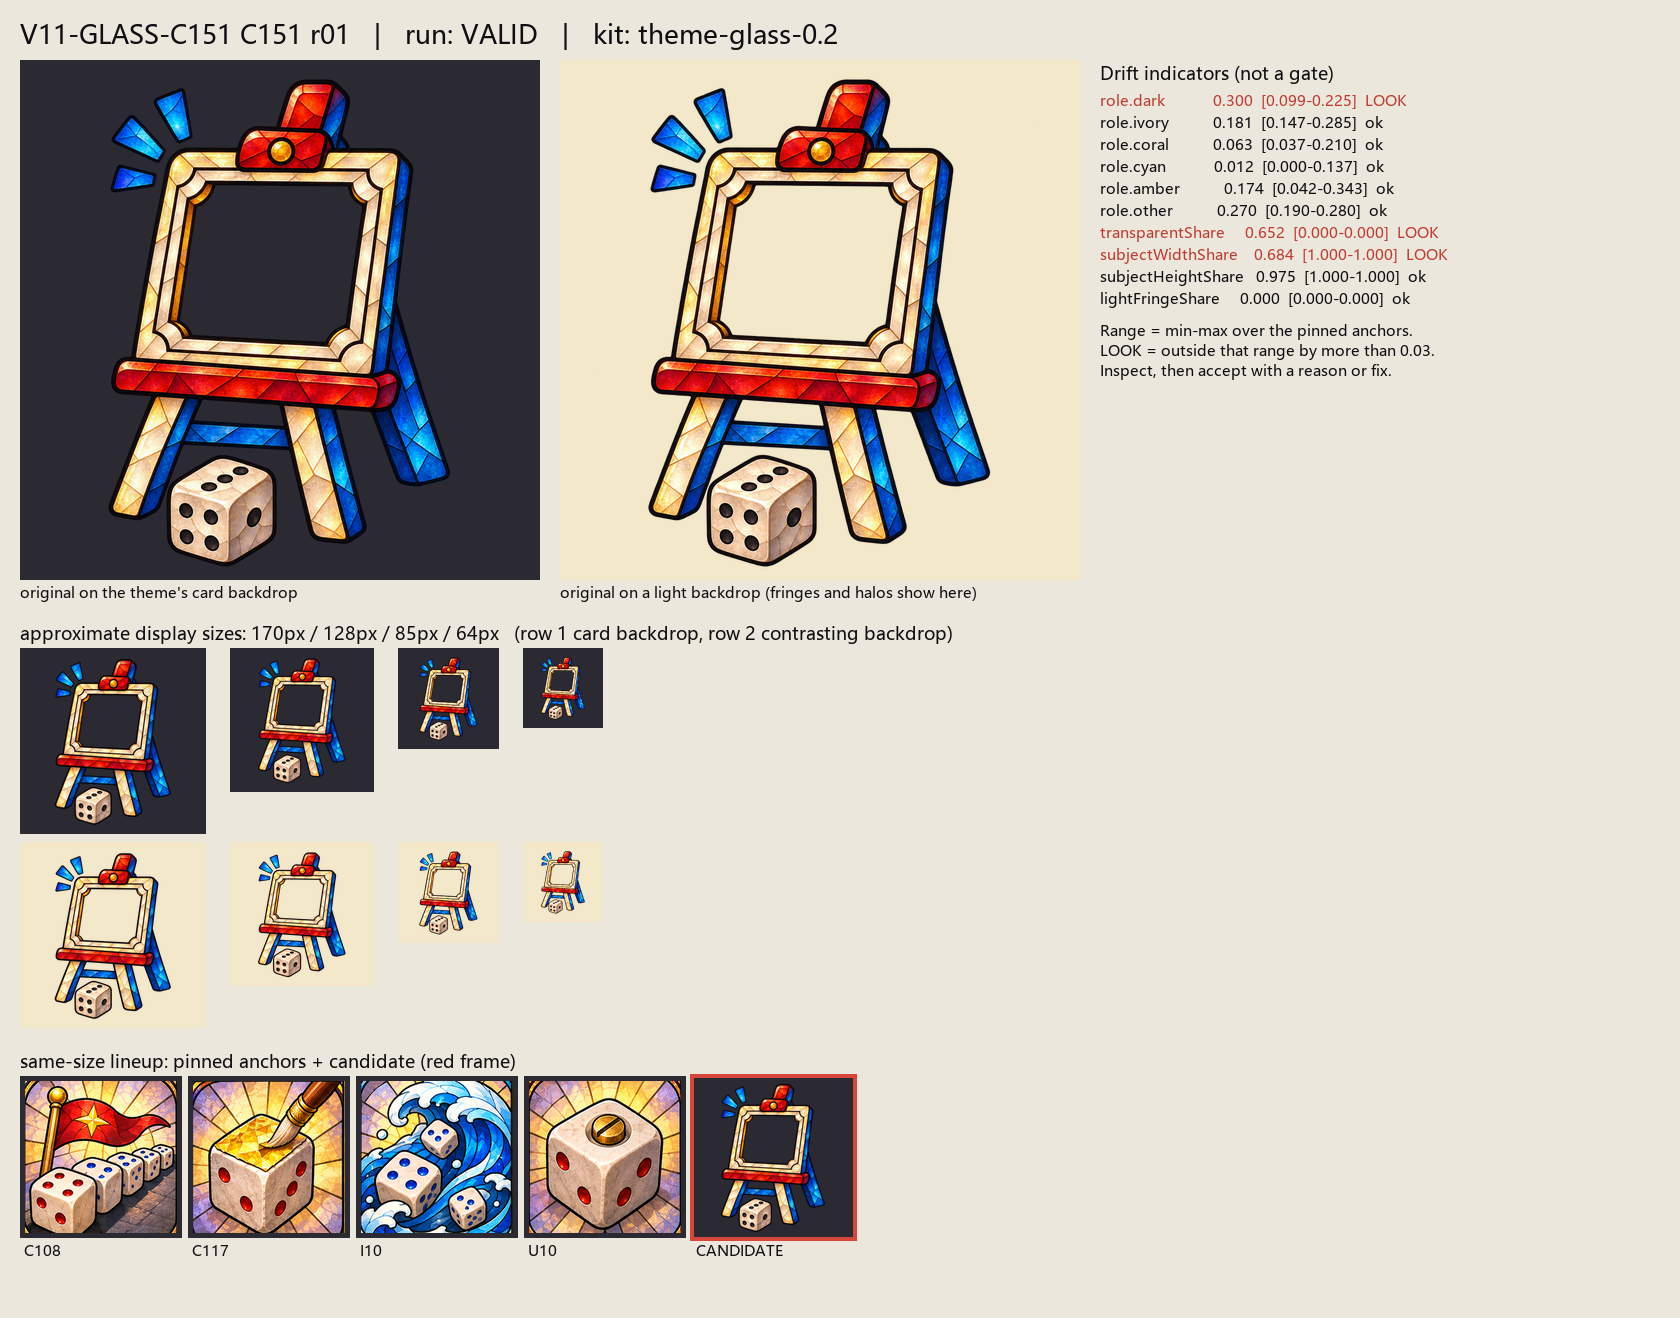 V11-GLASS-C151 C151 r01   |   run: VALID   |   kit: theme-glass-0.2
Drift indicators (not a gate)
role.dark 0.300 [0.099-0.225] LOOK
role.ivory 0.181 [0.147-0.285] ok
role.coral 0.063 [0.037-0.210] ok
role.cyan 0.012 [0.000-0.137] ok
role.amber 0.174 [0.042-0.343] ok
role.other 0.270 [0.190-0.280] ok
transparentShare 0.652 [0.000-0.000] LOOK
subjectWidthShare 0.684 [1.000-1.000] LOOK
subjectHeightShare 0.975 [1.000-1.000] ok
lightFringeShare 0.000 [0.000-0.000] ok
Range = min-max over the pinned anchors.
LOOK = outside that range by more than 0.03.
Inspect, then accept with a reason or fix.
original on the theme's card backdrop
original on a light backdrop (fringes and halos show here)
approximate display sizes: 170px / 128px / 85px / 64px   (row 1 card backdrop, row 2 contrasting backdrop)
same-size lineup: pinned anchors + candidate (red frame)
C108
C117
I10
U10
CANDIDATE